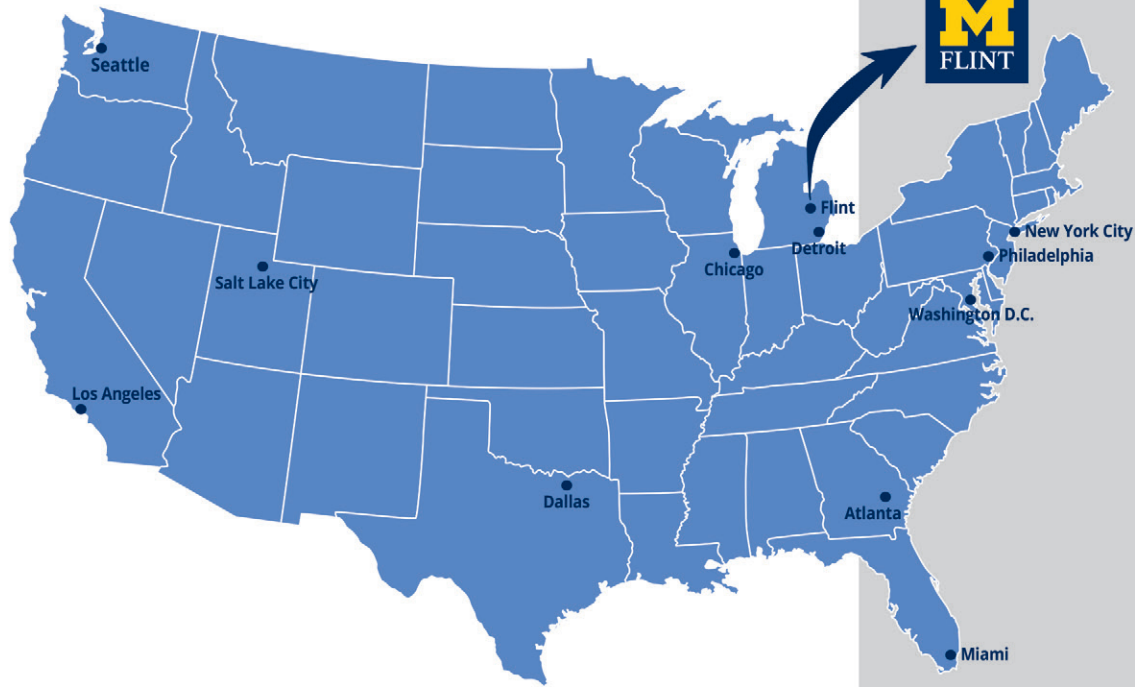 M
FLINT
Seattle
Flint
New York City
Detroit
Philadelphia
Chicago
Salt Lake City
Washington D.C.
Los Angeles
Dallas
Atlanta
Miami